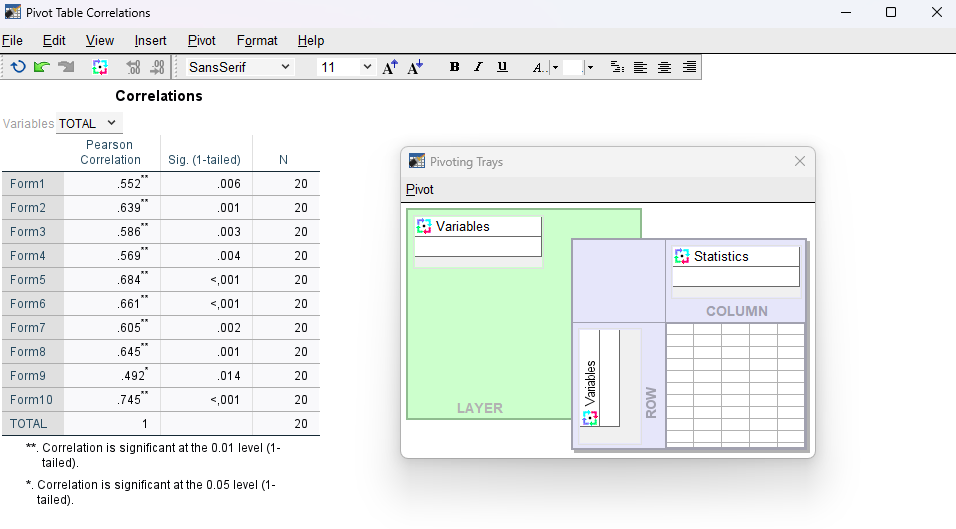 Pivot Table Correlations
File Edit View Insert Pivot Format Help
SansSerif 11 B I U A..
Correlations
Variables TOTAL
Pearson Correlation Sig. (1-tailed) N
Form1 .552** .006 20
Form2 .639** .001 20
Form3 .586** .003 20
Form4 .569** .004 20
Form5 .684** <,001 20
Form6 .661** <,001 20
Form7 .605** .002 20
Form8 .645** .001 20
Form9 .492* .014 20
Form10 .745** <,001 20
TOTAL 1 20
**. Correlation is significant at the 0.01 level (1-
tailed).
*. Correlation is significant at the 0.05 level (1-
tailed).
Pivoting Trays
Pivot
Variables
Statistics
COLUMN
Variables
ROW
LAYER